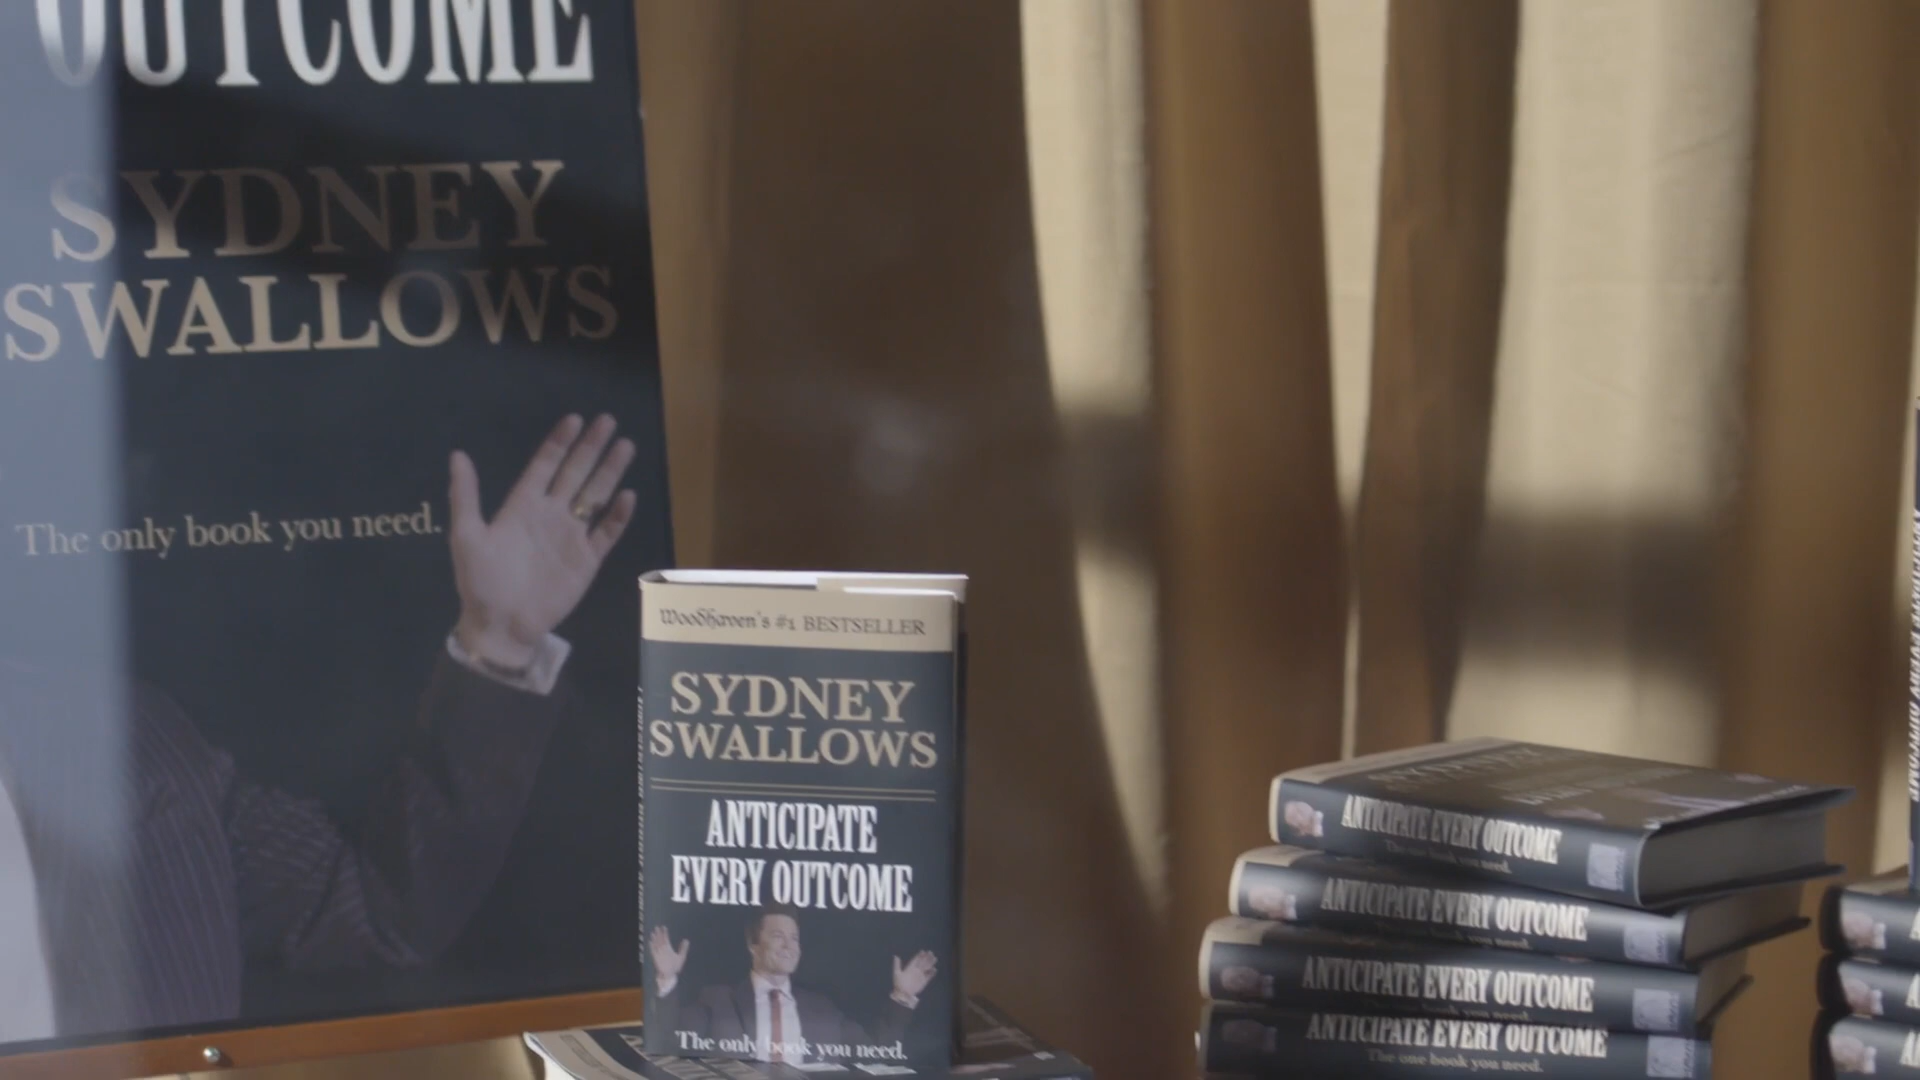 OUTCOME
SYDNEY
SWALLOWS
The only book you need.
Woodhaven's #1 BESTSELLER
SYDNEY
SWALLOWS
ANTICIPATE
EVERY OUTCOME
The only book you need.
ANTICIPATE EVERY OUTCOME
ANTICIPATE EVERY OUTCOME
ANTICIPATE EVERY OUTCOME
ANTICIPATE EVERY OUTCOME
The one book you need.